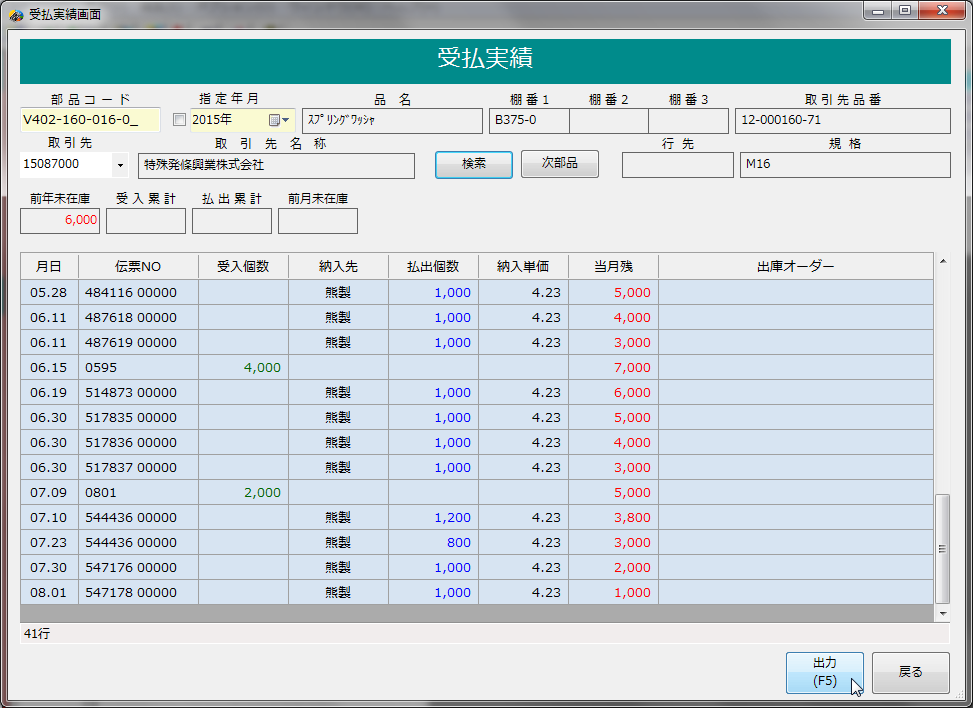 受払実績画面
受払実績
部品コード 指定年月 品 名 棚番1 棚番2 棚番3 取引先品番
V402-160-016-0_ 2015年 ｽﾌﾟﾘﾝｸﾞﾜｯｼｬ B375-0 12-000160-71
取引先 取引先名称 行先 規格
15087000 特殊発條興業株式会社 検索 次部品 M16
前年末在庫 受入累計 払出累計 前月末在庫
6,000
月日 伝票NO 受入個数 納入先 払出個数 納入単価 当月残 出庫オーダー
05.28 484116 00000 熊製 1,000 4.23 5,000
06.11 487618 00000 熊製 1,000 4.23 4,000
06.11 487619 00000 熊製 1,000 4.23 3,000
06.15 0595 4,000 7,000
06.19 514873 00000 熊製 1,000 4.23 6,000
06.30 517835 00000 熊製 1,000 4.23 5,000
06.30 517836 00000 熊製 1,000 4.23 4,000
06.30 517837 00000 熊製 1,000 4.23 3,000
07.09 0801 2,000 5,000
07.10 544436 00000 熊製 1,200 4.23 3,800
07.23 544436 00000 熊製 800 4.23 3,000
07.30 547176 00000 熊製 1,000 4.23 2,000
08.01 547178 00000 熊製 1,000 4.23 1,000
41行
出力
(F5) 戻る